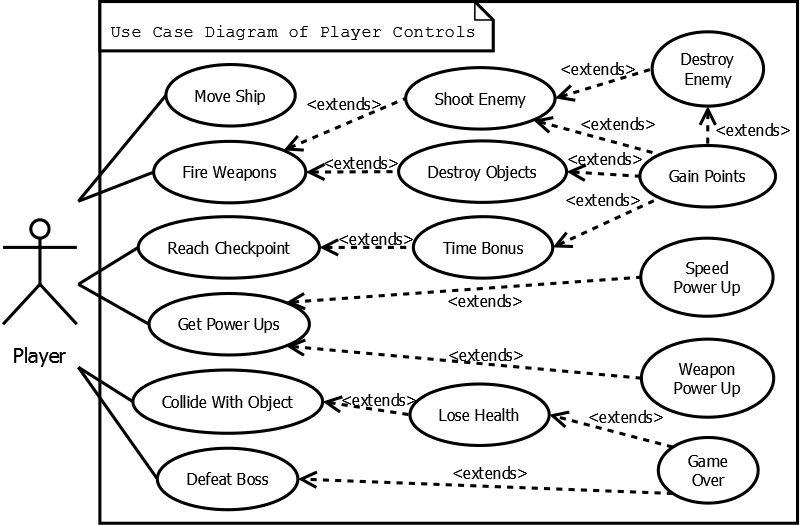 Use Case Diagram of Player Controls
Destroy
Enemy
<extends>
Move Ship
Shoot Enemy
<extends>
<extends>
<extends>
Fire Weapons
<extends>
Destroy Objects
<extends>
Gain Points
<extends>
Reach Checkpoint
<extends>
Time Bonus
Speed
Power Up
<extends>
Get Power Ups
Player
<extends>
Weapon
Power Up
Collide With Object
<extends>
Lose Health
<extends>
Game
Over
Defeat Boss
<extends>